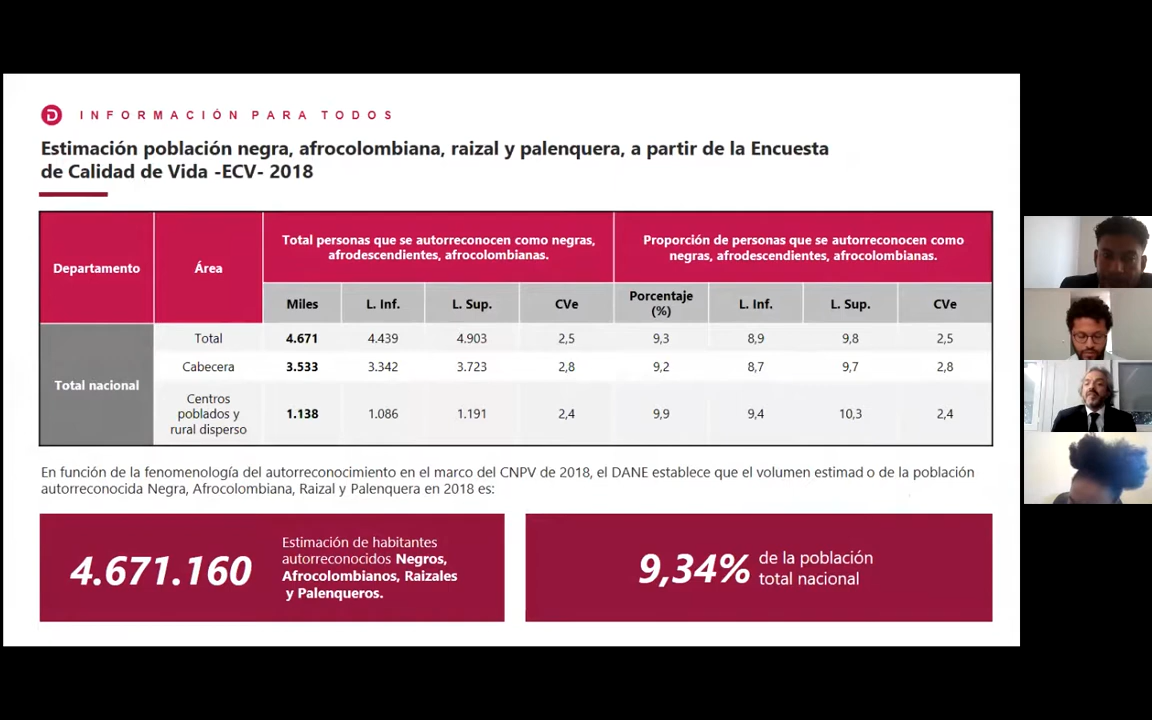 INFORMACIÓN PARA TODOS
Estimación población negra, afrocolombiana, raizal y palenquera, a partir de la Encuesta
de Calidad de Vida -ECV- 2018
Departamento
Área
Total personas que se autorreconocen como negras,
afrodescendientes, afrocolombianas.
Proporción de personas que se autorreconocen como
negras, afrodescendientes, afrocolombianas.
Miles L. Inf. L. Sup. CVe Porcentaje (%) L. Inf. L. Sup. CVe
Total nacional
Total 4.671 4.439 4.903 2,5 9,3 8,9 9,8 2,5
Cabecera 3.533 3.342 3.723 2,8 9,2 8,7 9,7 2,8
Centros
poblados y
rural disperso
1.138 1.086 1.191 2,4 9,9 9,4 10,3 2,4
En función de la fenomenología del autorreconocimiento en el marco del CNPV de 2018, el DANE establece que el volumen estimado de la población
autorreconocida Negra, Afrocolombiana, Raizal y Palenquera en 2018 es:
4.671.160
Estimación de habitantes
autorreconocidos Negros,
Afrocolombianos, Raizales
y Palenqueros.
9,34%
de la población
total nacional